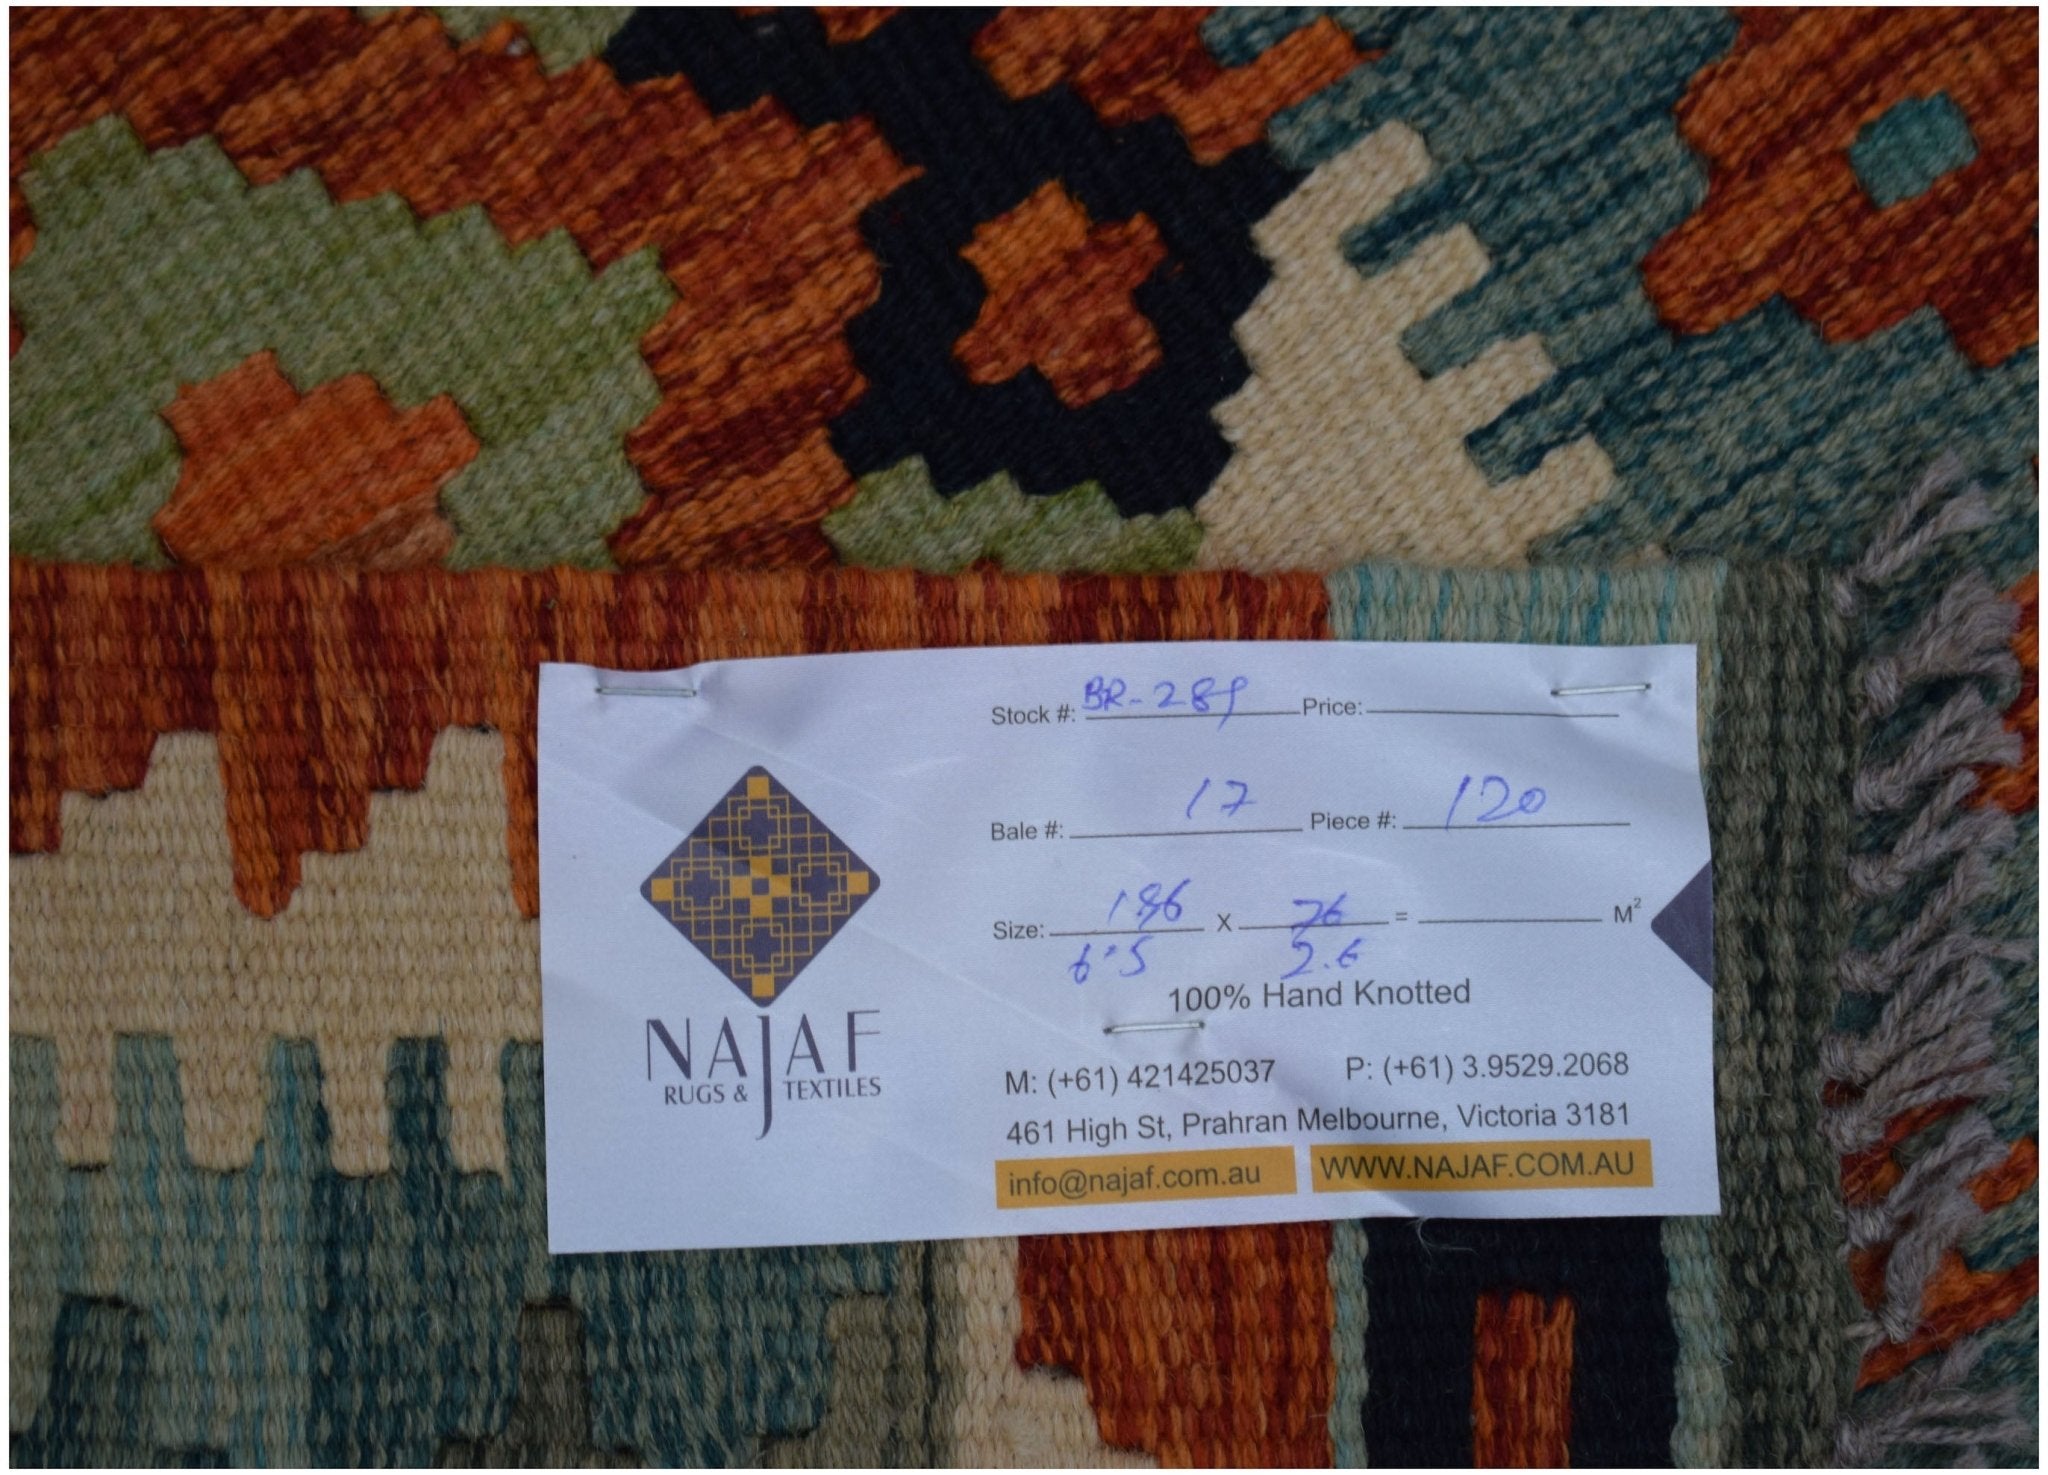 Stock #: BR-289 Price:
Bale #: 17 Piece #: 120
Size: 196 X 76 = M²
6.5 2.6
100% Hand Knotted
NAJAF
RUGS & TEXTILES
M: (+61) 421425037 P: (+61) 3.9529.2068
461 High St, Prahran Melbourne, Victoria 3181
info@najaf.com.au WWW.NAJAF.COM.AU